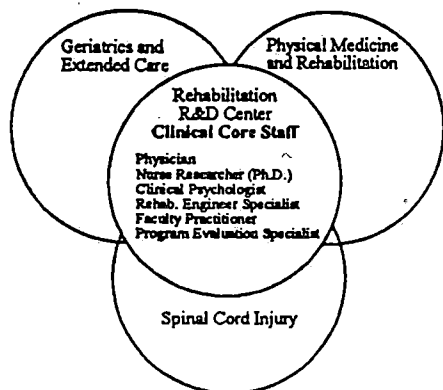 Geriatrics and
Extended Care
Physical Medicine
and Rehabilitation
Rehabilitation
R&D Center
Clinical Core Staff
Physician
Nurse Researcher (Ph.D.)
Clinical Psychologist
Rehab. Engineer Specialist
Faculty Practitioner
Program Evaluation Specialist
Spinal Cord Injury